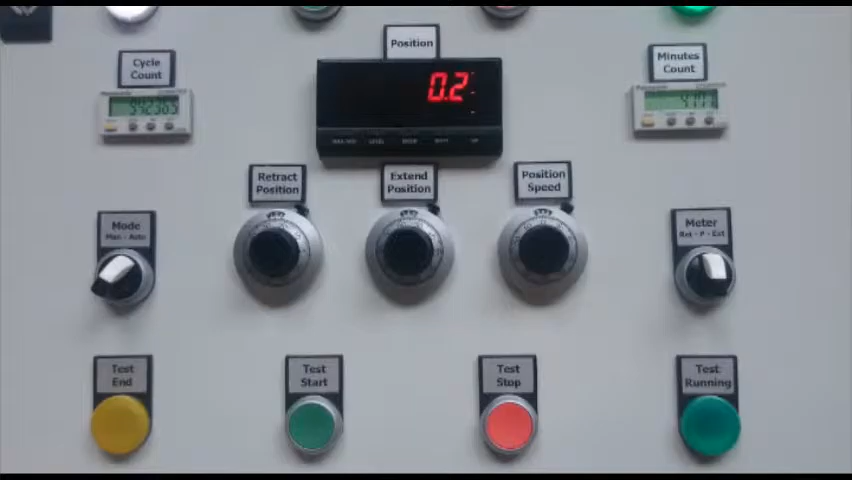 Position
Cycle
Count
Minutes
Count
0.2
Retract
Position
Extend
Position
Position
Speed
Mode
Man - Auto
Meter
Ret - P - Ext
Test
End
Test
Start
Test
Stop
Test
Running